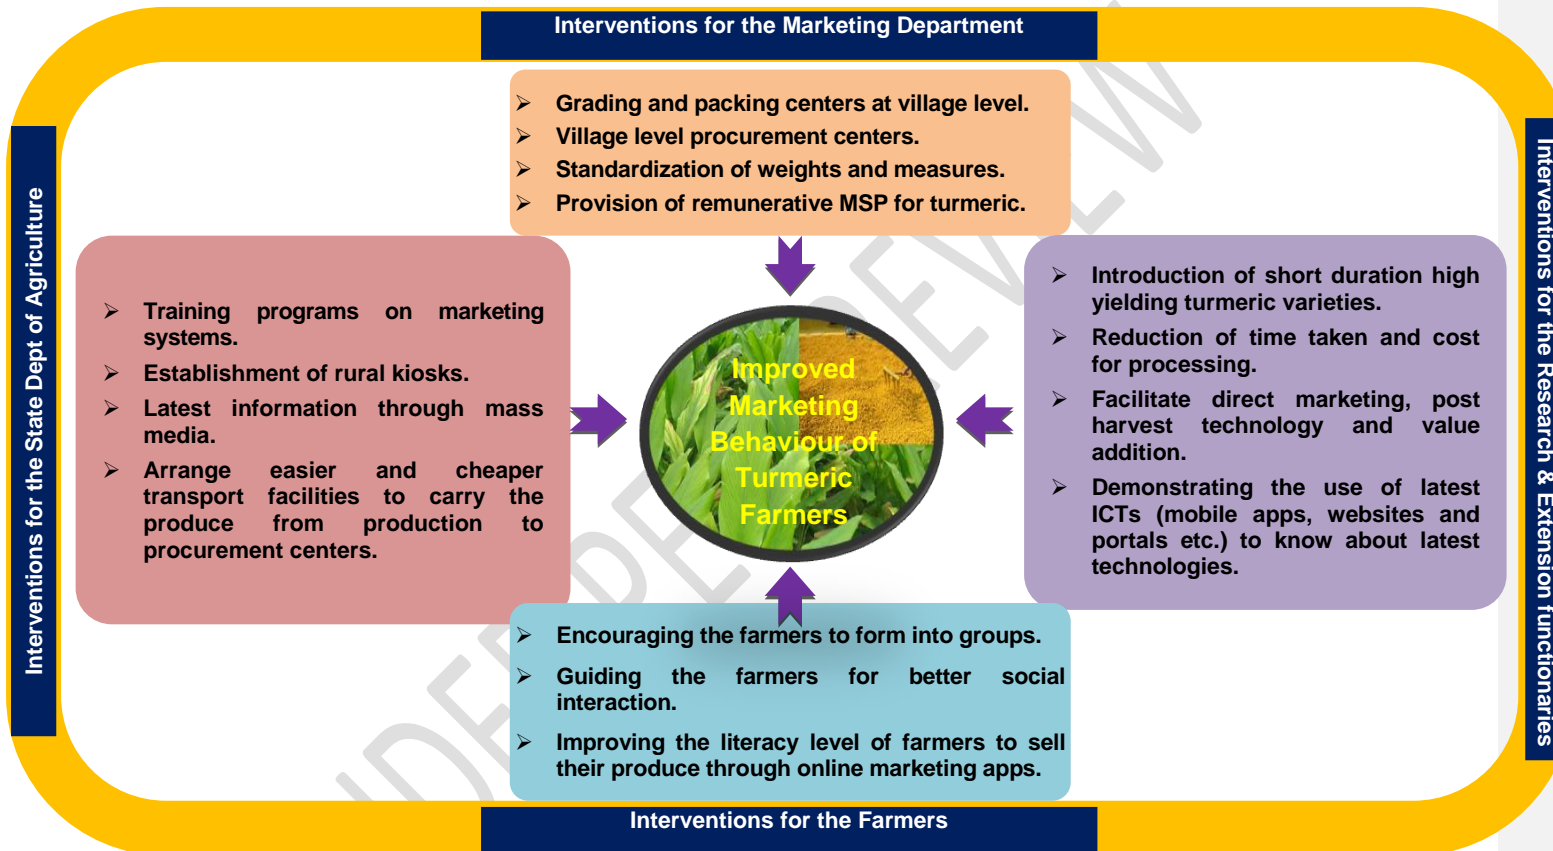 Interventions for the Marketing Department
➢ Grading and packing centers at village level.
➢ Village level procurement centers.
➢ Standardization of weights and measures.
➢ Provision of remunerative MSP for turmeric.
Interventions for the State Dept of Agriculture
➢ Training programs on marketing
systems.
➢ Establishment of rural kiosks.
➢ Latest information through mass
media.
➢ Arrange easier and cheaper
transport facilities to carry the
produce from production to
procurement centers.
Improved
Marketing
Behaviour of
Turmeric
Farmers
➢ Introduction of short duration high
yielding turmeric varieties.
➢ Reduction of time taken and cost
for processing.
➢ Facilitate direct marketing, post
harvest technology and value
addition.
➢ Demonstrating the use of latest
ICTs (mobile apps, websites and
portals etc.) to know about latest
technologies.
Interventions for the Research & Extension functionaries
➢ Encouraging the farmers to form into groups.
➢ Guiding the farmers for better social
interaction.
➢ Improving the literacy level of farmers to sell
their produce through online marketing apps.
Interventions for the Farmers